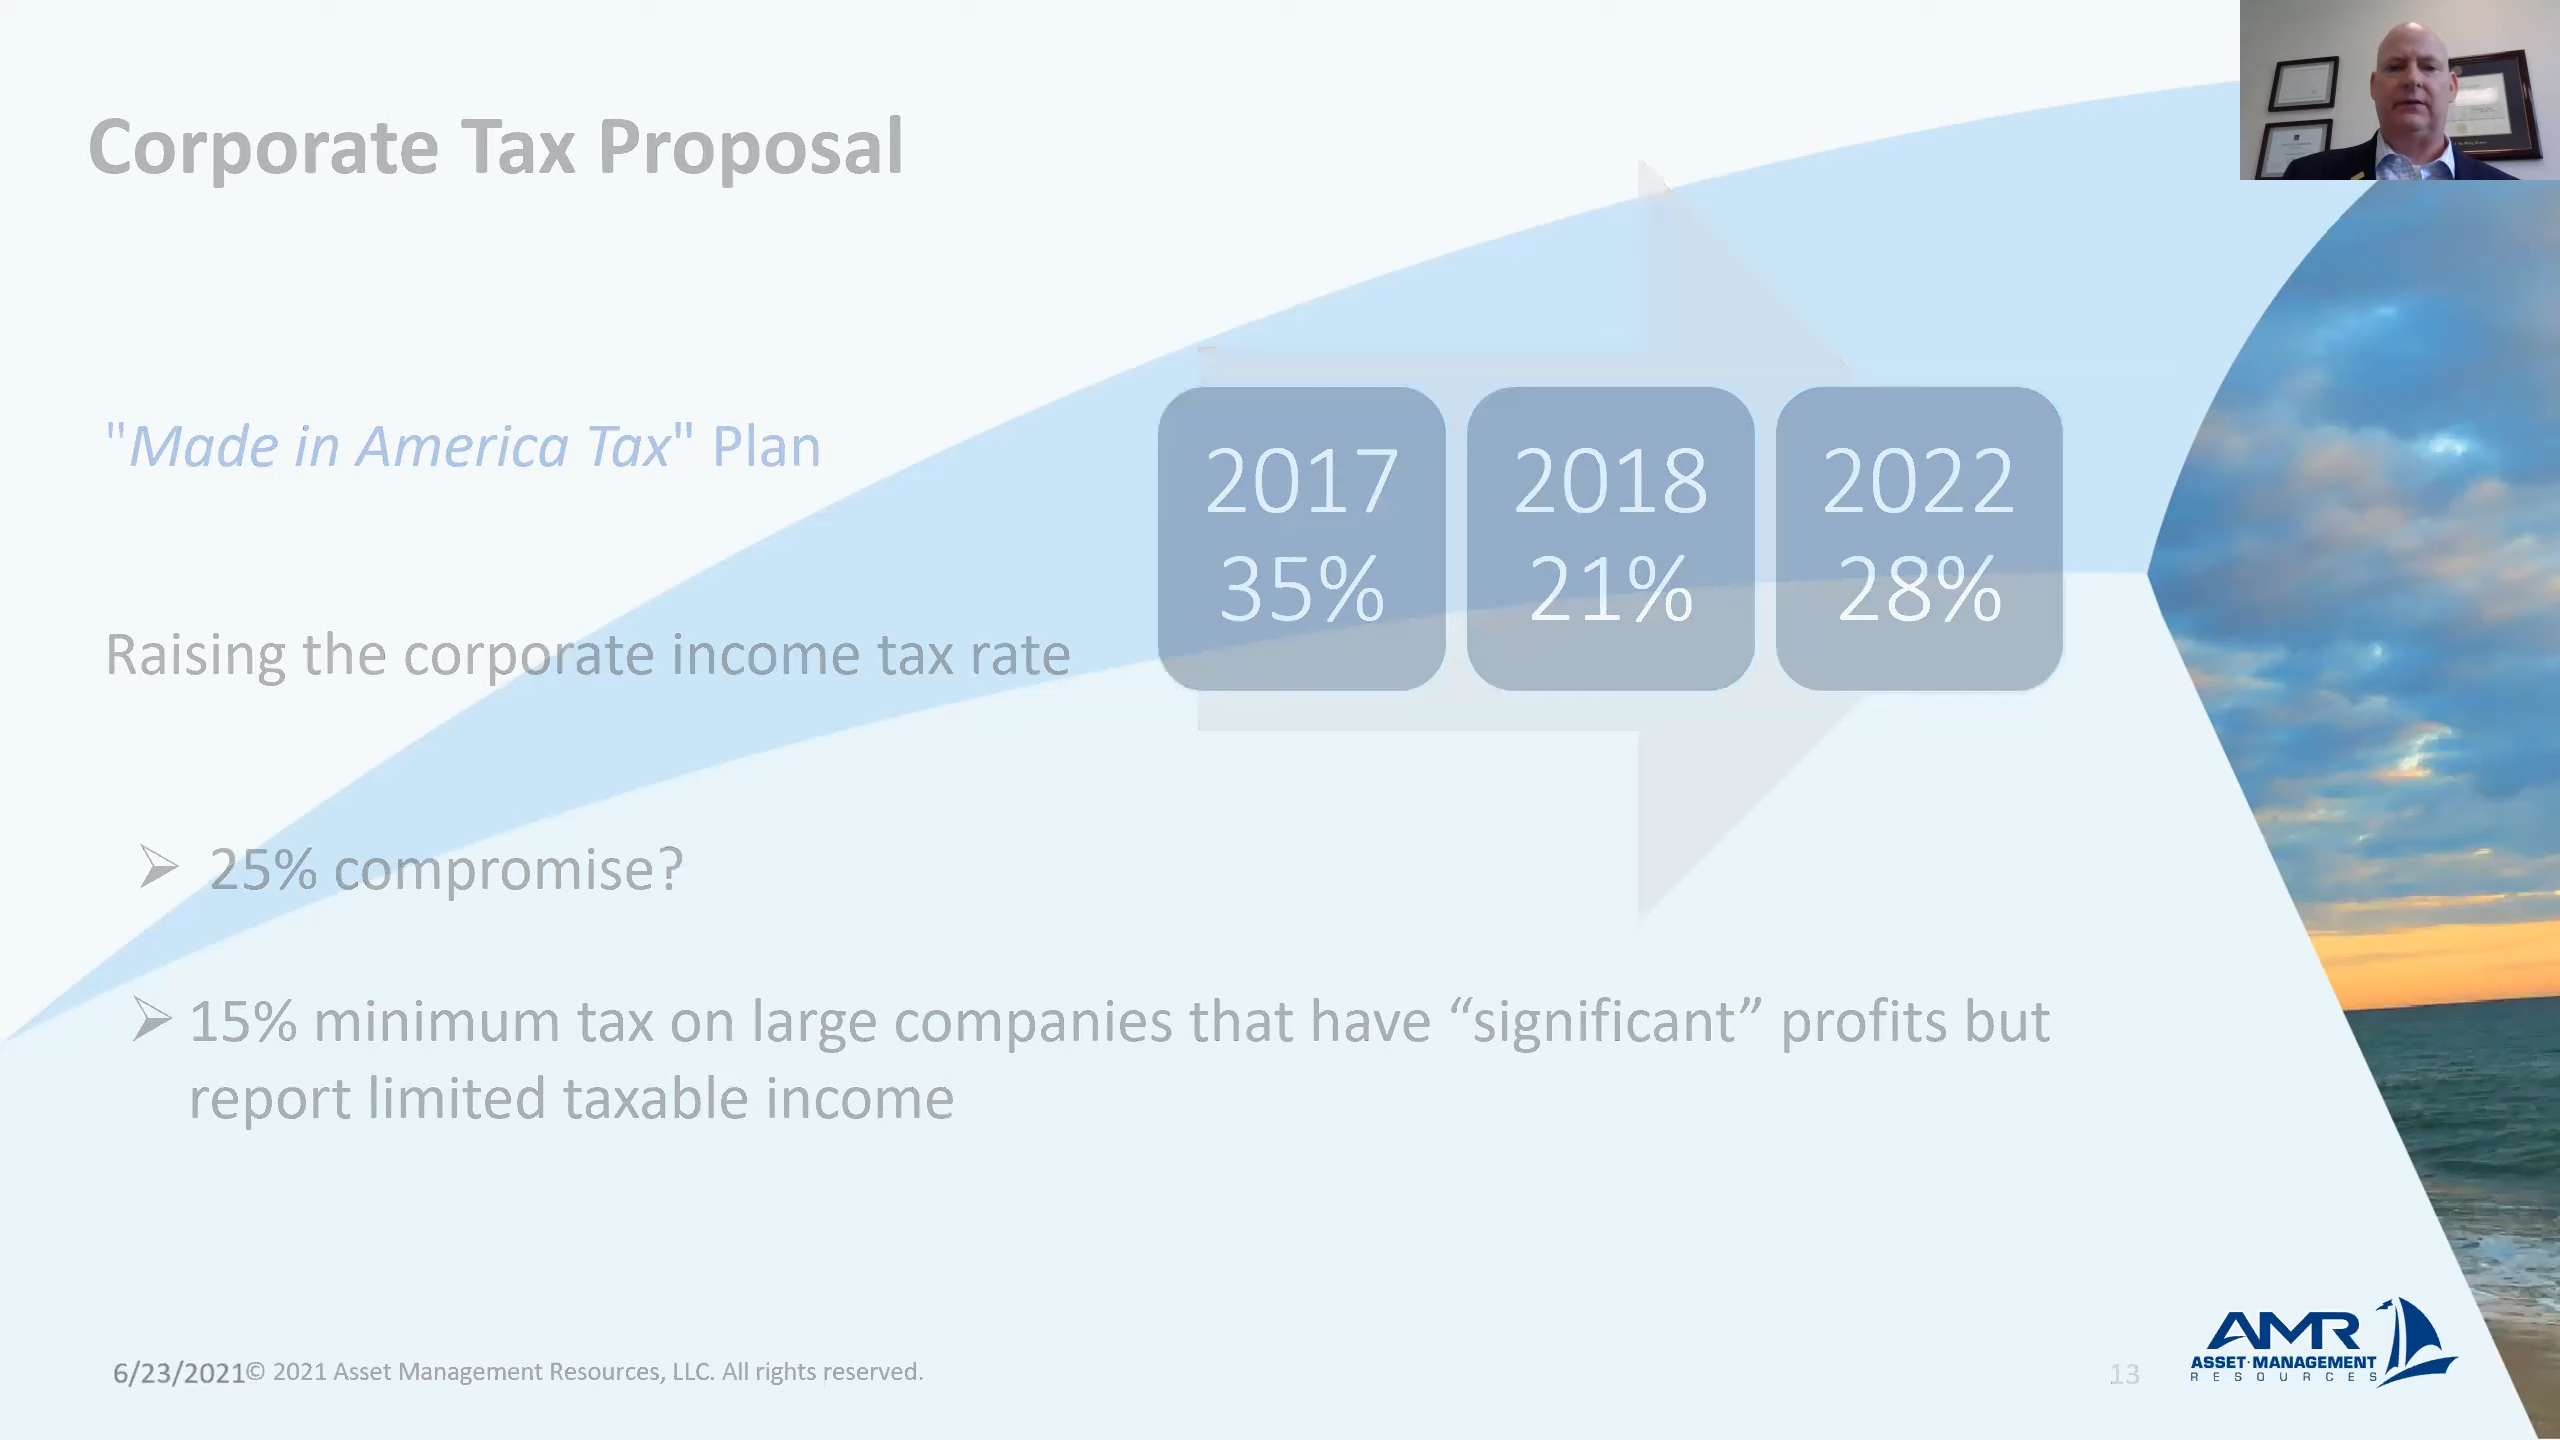 Corporate Tax Proposal
"Made in America Tax" Plan
2017 2018 2022
35% 21% 28%
Raising the corporate income tax rate
➢ 25% compromise?
➢ 15% minimum tax on large companies that have “significant” profits but
report limited taxable income
6/23/2021© 2021 Asset Management Resources, LLC. All rights reserved.
13
AMR
ASSET·MANAGEMENT
RESOURCES